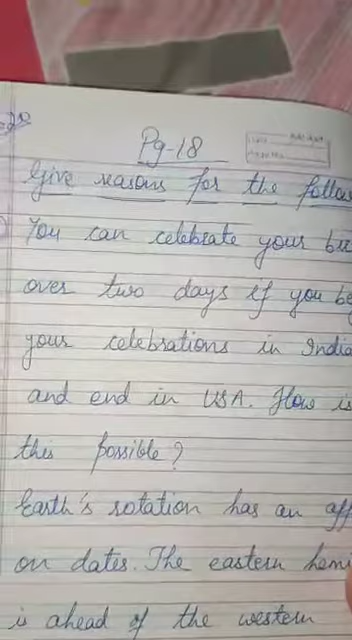 Pg-18
Give reasons for the
You can celebrate your
over two days if you
your celebrations in
and end in USA. How is
this possible?
Earth's rotation has an
on dates. The eastern
is ahead of the western